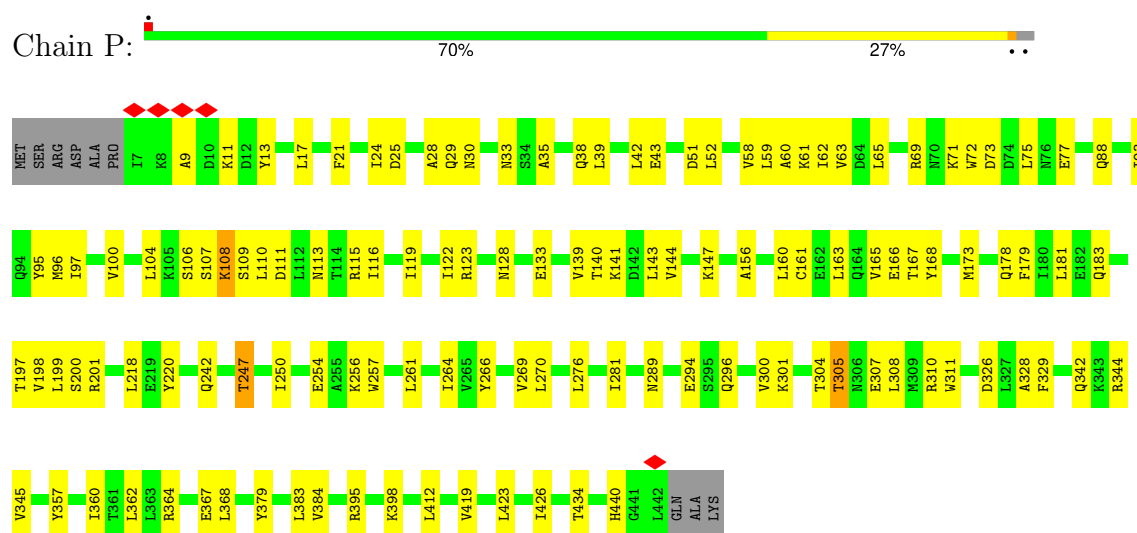 Chain P:
70%
27%
MET SER ARG ASP ALA PRO I7 K8 A9 D10 K11 D12 Y13 L17 F21 I24 D25 A28 Q29 N30 N33 S34 A35 Q38 L39 L42 E43 D51 L52 V58 L59 A60 K61 I62 V63 D64 L65 R69 N70 K71 W72 D73 D74 L75 N76 E77 Q88
Q94 Y95 M96 I97 V100 L104 K105 S106 S107 K108 S109 L110 D111 L112 N113 T114 R115 I116 I119 I122 R123 N128 E133 V139 T140 K141 D142 L143 V144 K147 A156 L160 C161 E162 L163 Q164 V165 E166 T167 Y168 M173 Q178 F179 I180 L181 E182 Q183
T197 V198 L199 S200 R201 L218 E219 Y220 Q242 T247 I250 E254 A255 K256 W257 L261 I264 V265 Y266 V269 L270 L276 I281 N289 E294 S295 Q296 V300 K301 T304 T305 N306 E307 L308 M309 R310 W311 D326 L327 A328 F329 Q342 K343 R344
V345 Y357 I360 T361 L362 L363 R364 E367 L368 Y379 L383 V384 R395 K398 L412 V419 L423 I426 T434 H440 G441 L442 GLN ALA LYS